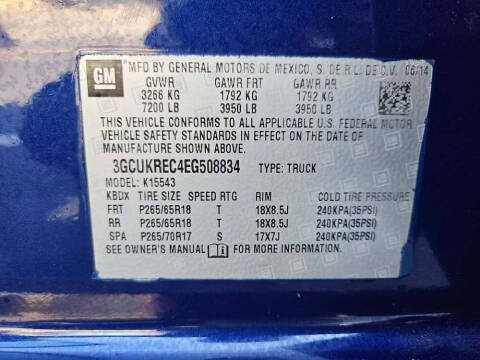 GM
MFD BY GENERAL MOTORS DE MEXICO, S. DE R.L. DE C.V. 06/14
GVWR GAWR FRT GAWR RR
3266 KG 1792 KG 1792 KG
7200 LB 3950 LB 3950 LB
THIS VEHICLE CONFORMS TO ALL APPLICABLE U.S. FEDERAL MOTOR
VEHICLE SAFETY STANDARDS IN EFFECT ON THE DATE OF
MANUFACTURE SHOWN ABOVE.
3GCUKREC4EG508834 TYPE: TRUCK
MODEL: K15543
KBDX TIRE SIZE SPEED RTG RIM COLD TIRE PRESSURE
FRT P265/65R18 T 18X8.5J 240KPA(35PSI)
RR P265/65R18 T 18X8.5J 240KPA(35PSI)
SPA P265/70R17 S 17X7J 240KPA(35PSI)
SEE OWNER'S MANUAL FOR MORE INFORMATION.